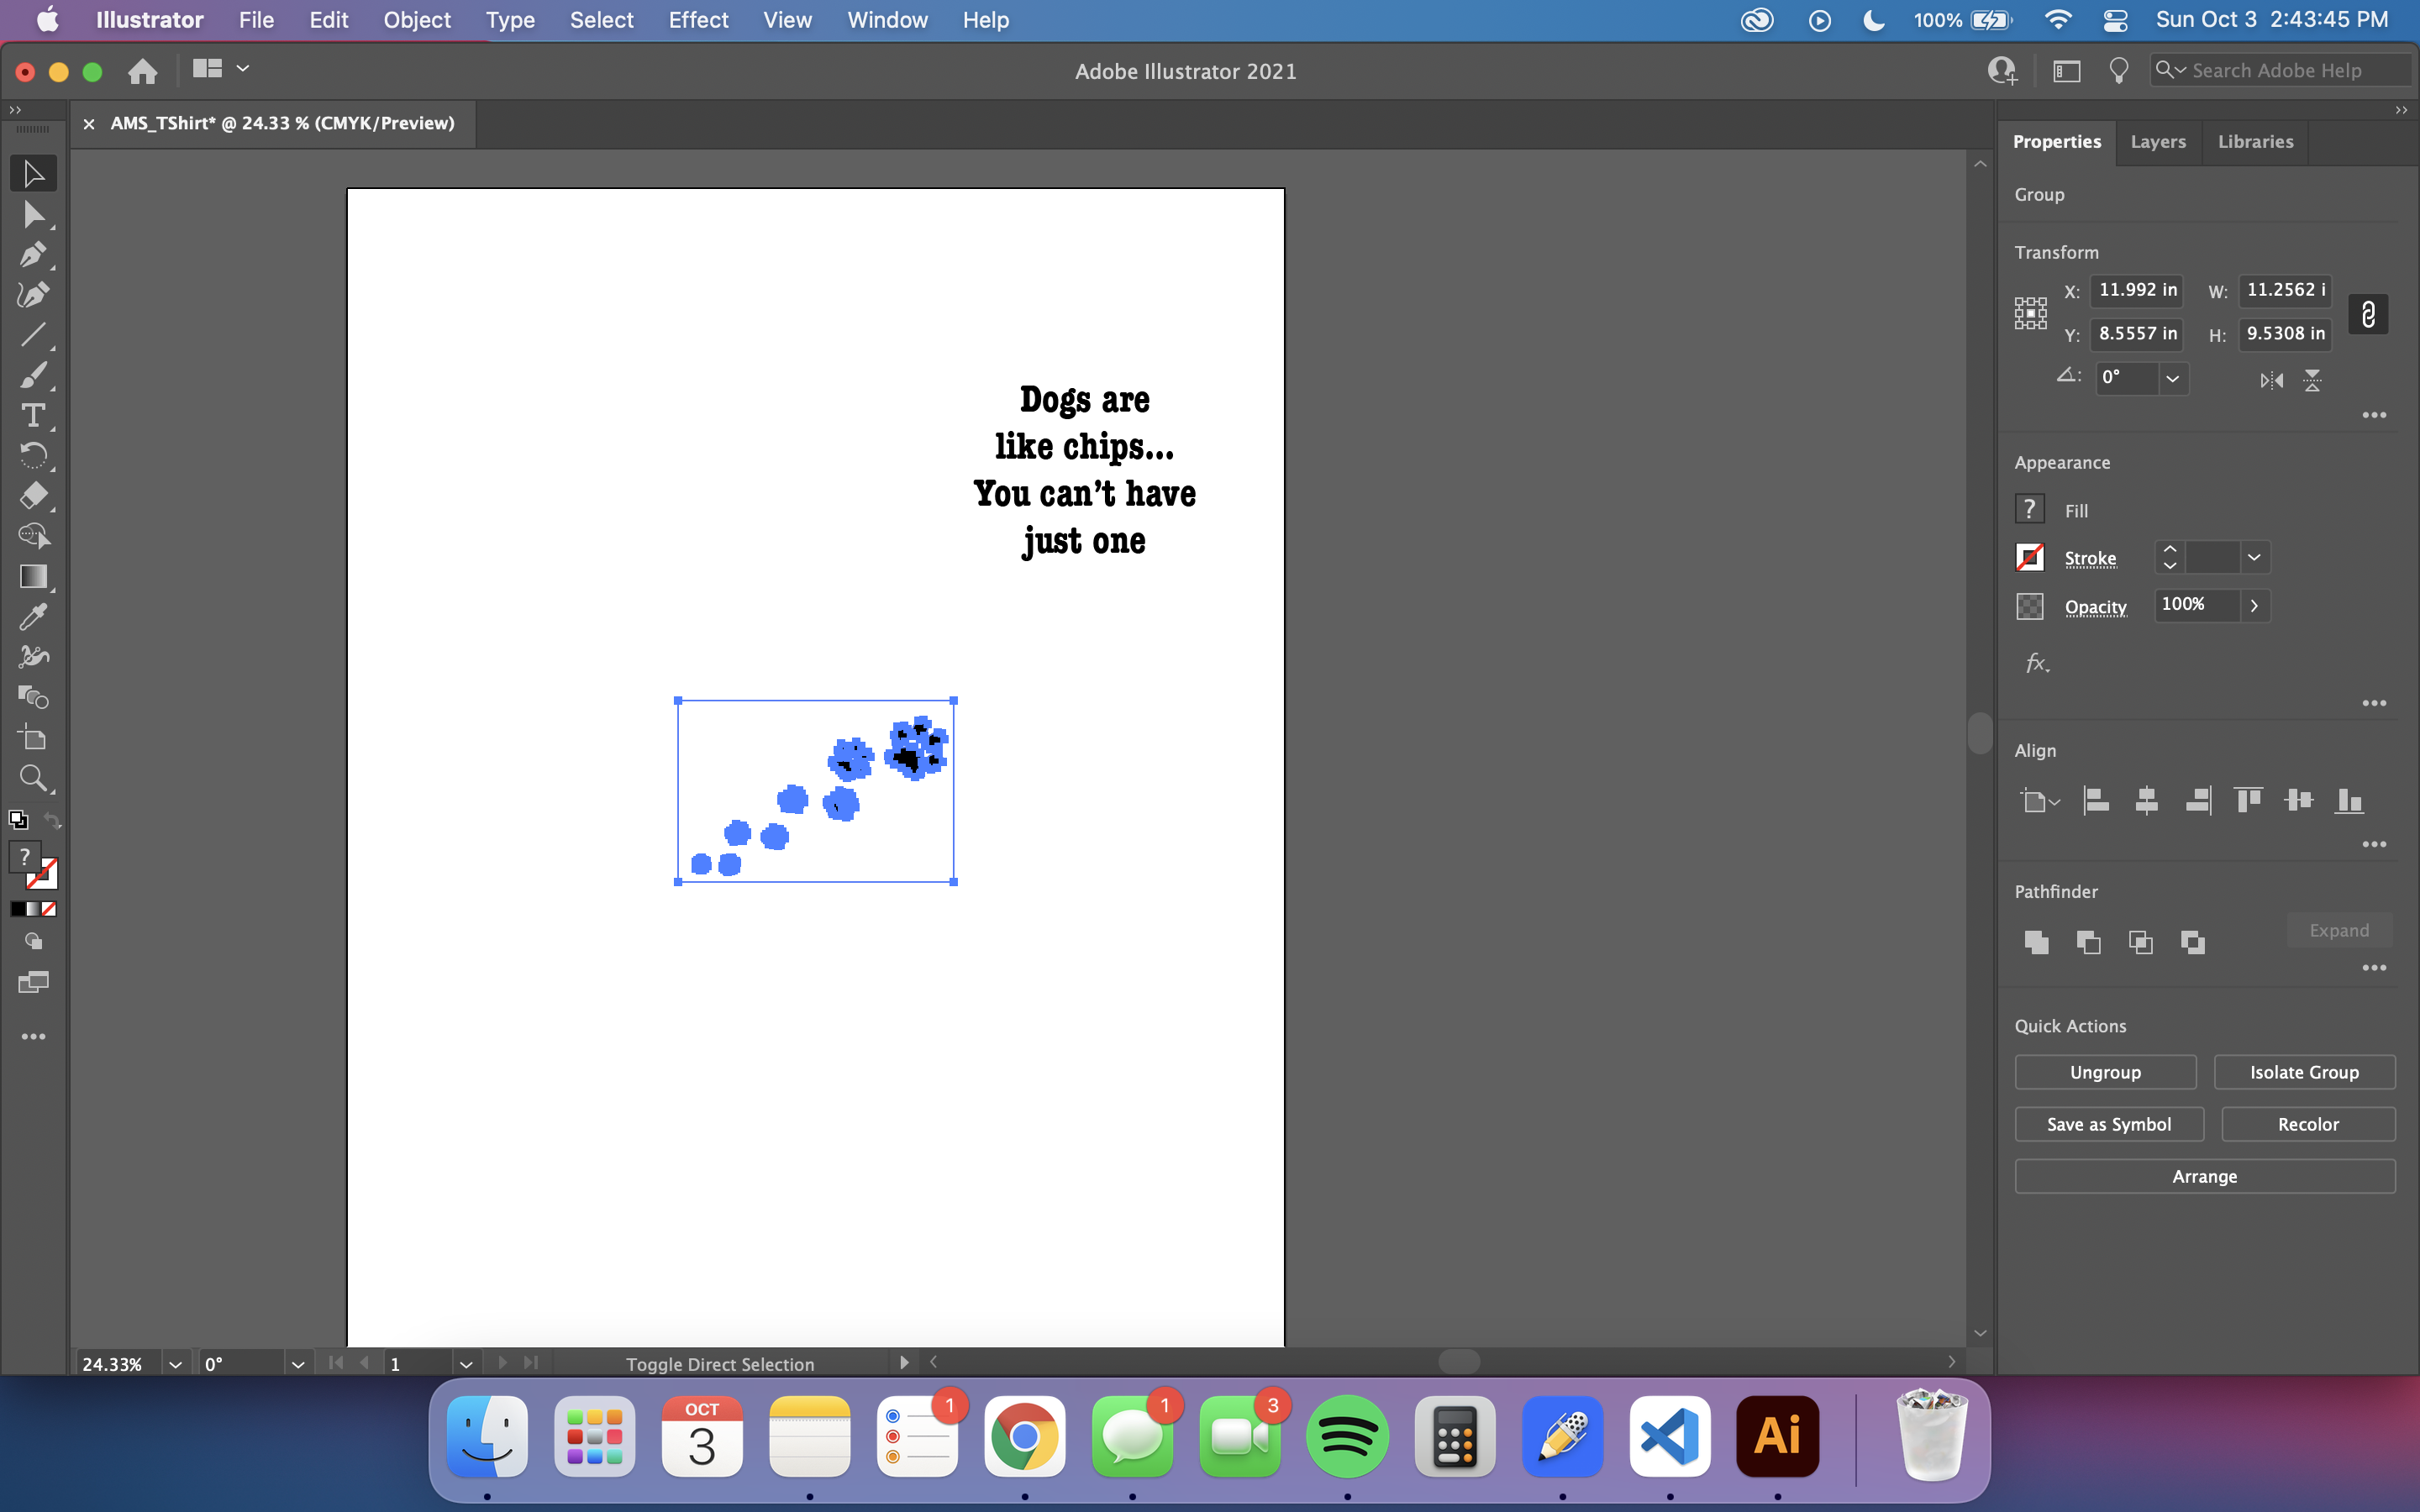 Illustrator File Edit Object Type Select Effect View Window Help 100% Sun Oct 3 2:43:45 PM
Adobe Illustrator 2021 Search Adobe Help
× AMS_TShirt* @ 24.33 % (CMYK/Preview)
Properties Layers Libraries
Group
Transform
X: 11.992 in W: 11.2562 i
Y: 8.5557 in H: 9.5308 in
0°
Dogs are
like chips...
You can’t have
just one
Appearance
? Fill
Stroke
Opacity 100%
fx.
Align
Pathfinder
Expand
Quick Actions
Ungroup Isolate Group
Save as Symbol Recolor
Arrange
?
24.33% 0° 1 Toggle Direct Selection
OCT
3
1
1
3
Ai